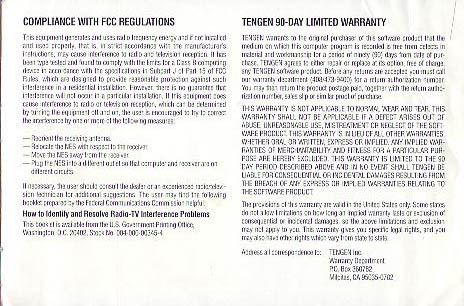 COMPLIANCE WITH FCC REGULATIONS
This equipment generates and uses radio frequency energy and if not installed
and used properly, that is, in strict accordance with the manufacturer's
instructions, may cause interference to radio and television reception. It has
been type tested and found to comply with the limits for a Class B computing
device in accordance with the specifications in Subpart J of Part 15 of FCC
Rules, which are designed to provide reasonable protection against such
interference in a residential installation. However, there is no guarantee that
interference will not occur in a particular installation. If this equipment does
cause interference to radio or television reception, which can be determined
by turning the equipment off and on, the user is encouraged to try to correct
the interference by one or more of the following measures:
— Reorient the receiving antenna.
— Relocate the NES with respect to the receiver.
— Move the NES away from the receiver.
— Plug the NES into a different outlet so that computer and receiver are on
different circuits.
If necessary, the user should consult the dealer or an experienced radio/televi-
sion technician for additional suggestions. The user may find the following
booklet prepared by the Federal Communications Commission helpful:
How to Identify and Resolve Radio-TV Interference Problems
This booklet is available from the U.S. Government Printing Office,
Washington, D.C. 20402, Stock No. 004-000-00345-4.
TENGEN 90-DAY LIMITED WARRANTY
TENGEN warrants to the original purchaser of this software product that the
medium on which this computer program is recorded is free from defects in
material and workmanship for a period of ninety (90) days from date of pur-
chase. TENGEN agrees to either repair or replace at its option, free of charge,
any TENGEN software product. Before any returns are accepted you must call
our warranty department (408-473-9400) for a return authorization number.
You may then return the product postage paid, together with the return autho-
risation number, sales slip or similar proof of purchase.
THIS WARRANTY IS NOT APPLICABLE TO NORMAL WEAR AND TEAR. THIS
WARRANTY SHALL NOT BE APPLICABLE IF A DEFECT ARISES OUT OF
ABUSE, UNREASONABLE USE, MISTREATMENT OR NEGLECT OF THE SOFT-
WARE PRODUCT. THIS WARRANTY IS IN LIEU OF ALL OTHER WARRANTIES,
WHETHER ORAL OR WRITTEN, EXPRESS OR IMPLIED. ANY IMPLIED WAR-
RANTIES OF MERCHANTABILITY AND FITNESS FOR A PARTICULAR PUR-
POSE ARE HEREBY EXCLUDED. THIS WARRANTY IS LIMITED TO THE 90
DAY PERIOD DESCRIBED ABOVE AND IN NO EVENT SHALL TENGEN BE
LIABLE FOR CONSEQUENTIAL OR INCIDENTAL DAMAGES RESULTING FROM
THE BREACH OF ANY EXPRESS OR IMPLIED WARRANTIES RELATING TO
THE SOFTWARE PRODUCT
The provisions of this warranty are valid in the United States only. Some states
do not allow limitations on how long an implied warranty lasts or exclusion of
consequential or incidental damages, so the above limitations and exclusion
may not apply to you. This warranty gives you specific legal rights, and you
may also have other rights which vary from state to state.
Address all correspondence to: TENGEN Inc.
Warranty Department
P.O. Box 360782
Milpitas, CA 95035-0782